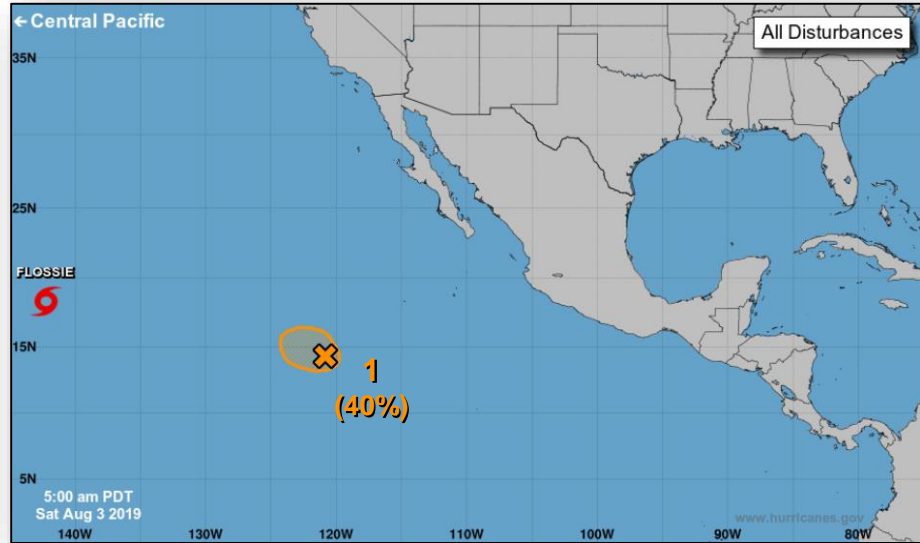 ← Central Pacific
All Disturbances
35N
25N
FLOSSIE
15N
1
(40%)
5N
5:00 am PDT
Sat Aug 3 2019
www.hurricanes.gov
140W
130W
120W
110W
100W
90W
80W